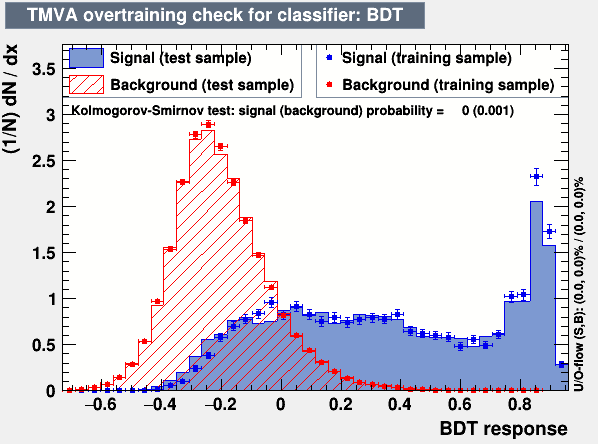 TMVA overtraining check for classifier: BDT
(1/N) dN / dx
Signal (test sample)
Signal (training sample)
Background (test sample)
Background (training sample)
Kolmogorov-Smirnov test: signal (background) probability = 0 (0.001)
3.5
3
2.5
2
1.5
1
0.5
0
−0.6 −0.4 −0.2 0 0.2 0.4 0.6 0.8
BDT response
U/O-flow (S,B): (0.0, 0.0)% / (0.0, 0.0)%